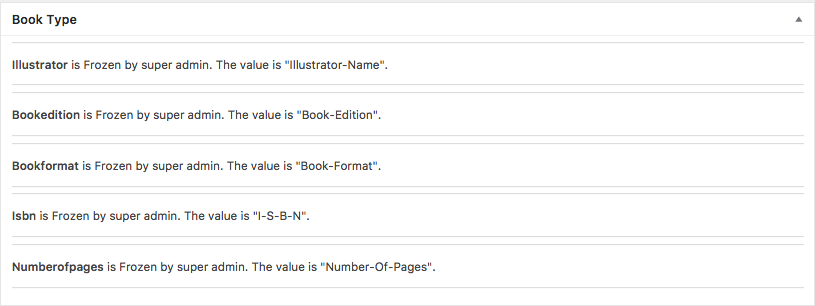 Book Type
Illustrator is Frozen by super admin. The value is "Illustrator-Name".
Bookedition is Frozen by super admin. The value is "Book-Edition".
Bookformat is Frozen by super admin. The value is "Book-Format".
Isbn is Frozen by super admin. The value is "I-S-B-N".
Numberofpages is Frozen by super admin. The value is "Number-Of-Pages".